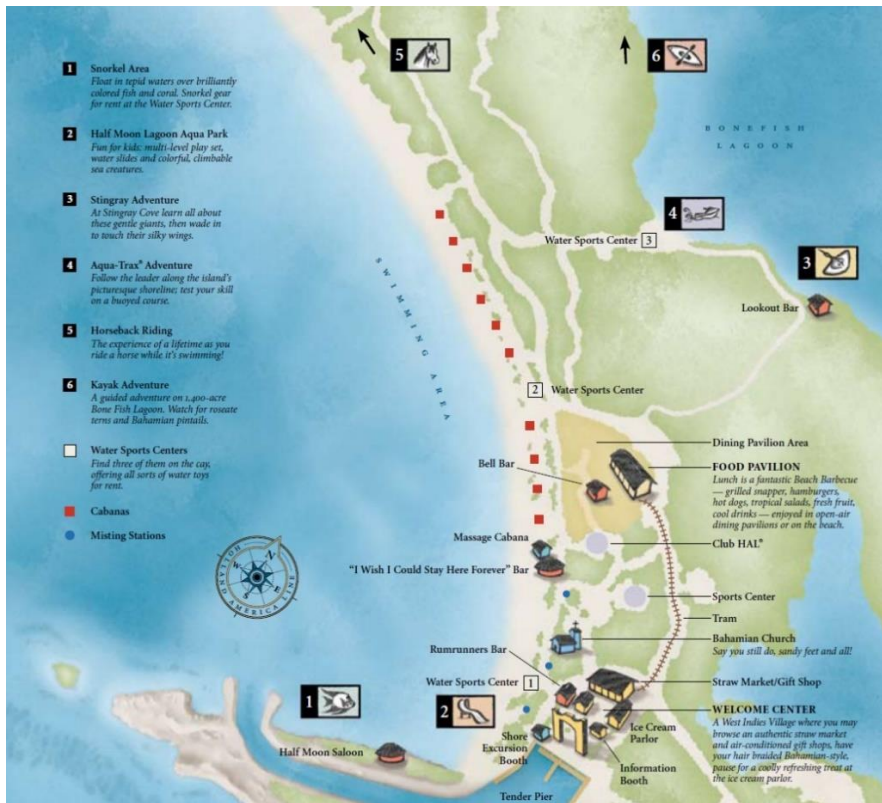 1 Snorkel Area
Float in tepid waters over brilliantly
colored fish and coral. Snorkel gear
for rent at the Water Sports Center.
2 Half Moon Lagoon Aqua Park
Fun for kids: multi-level play set,
water slides and colorful, climbable
sea creatures.
3 Stingray Adventure
At Stingray Cove learn all about
these gentle giants, then wade in
to touch their silky wings.
4 Aqua-Trax® Adventure
Follow the leader along the island's
picturesque shoreline; test your skill
on a buoyed course.
5 Horseback Riding
The experience of a lifetime as you
ride a horse while it's swimming!
6 Kayak Adventure
A guided adventure on 1,400-acre
Bone Fish Lagoon. Watch for roseate
terns and Bahamian pintails.
Water Sports Centers
Find three of them on the cay,
offering all sorts of water toys
for rent.
Cabanas
Misting Stations
N
E
S
W
HOLLAND AMERICA LINE
5
6
BONEFISH
LAGOON
4
Water Sports Center 3
3
Lookout Bar
SWIMMING AREA
2 Water Sports Center
Dining Pavilion Area
Bell Bar
FOOD PAVILION
Lunch is a fantastic Beach Barbecue
— grilled snapper, hamburgers,
hot dogs, tropical salads, fresh fruit,
cool drinks — enjoyed in open-air
dining pavilions or on the beach.
Massage Cabana
Club HAL®
"I Wish I Could Stay Here Forever" Bar
Sports Center
Tram
Bahamian Church
Say you still do, sandy feet and all!
Rumrunners Bar
Water Sports Center 1
Straw Market/Gift Shop
1
2
WELCOME CENTER
A West Indies Village where you may
browse an authentic straw market
and air-conditioned gift shops, have
your hair braided Bahamian-style,
pause for a coolly refreshing treat at
the ice cream parlor.
Half Moon Saloon
Shore
Excursion
Booth
Ice Cream
Parlor
Information
Booth
Tender Pier